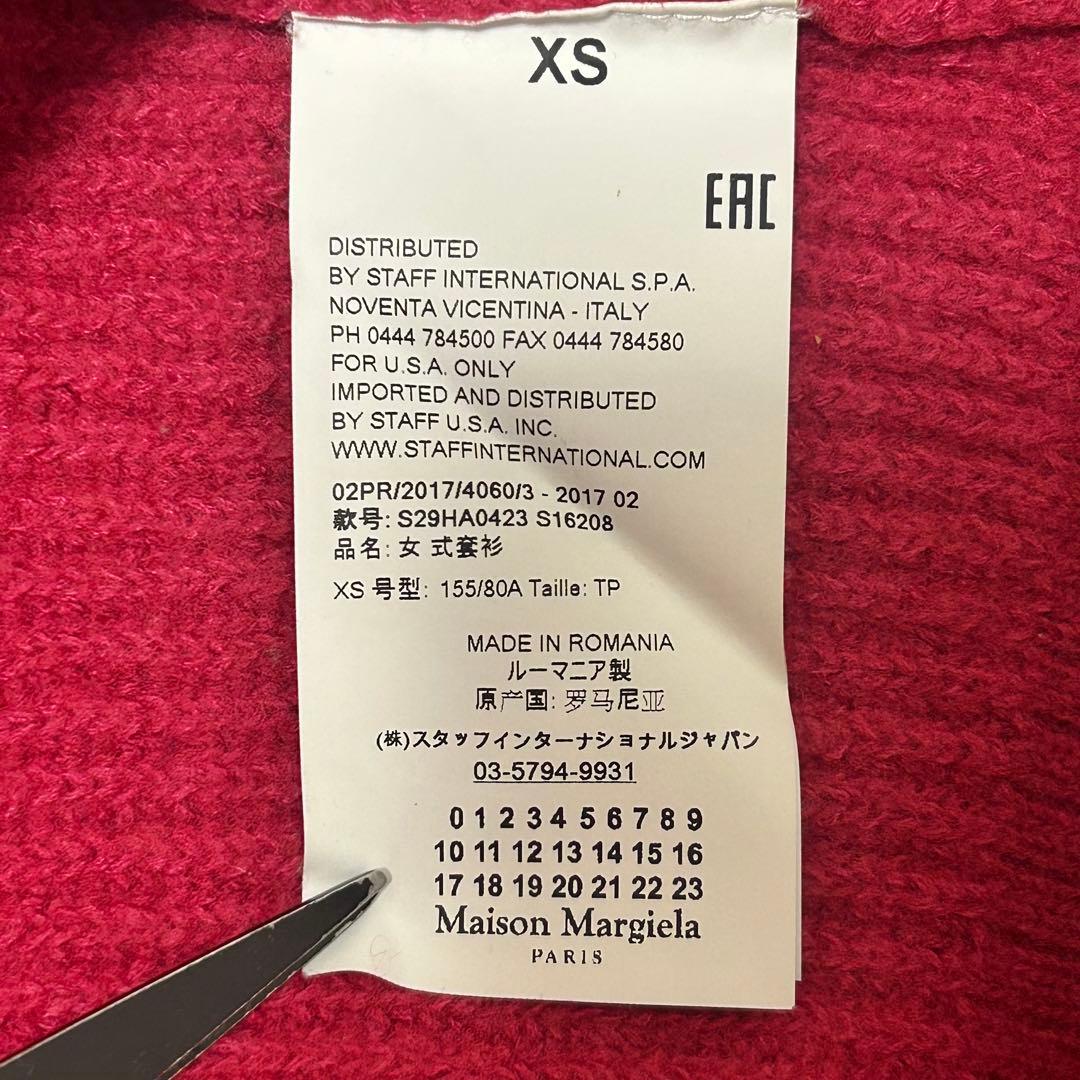 XS
EAC
DISTRIBUTED
BY STAFF INTERNATIONAL S.P.A.
NOVENTA VICENTINA - ITALY
PH 0444 784500 FAX 0444 784580
FOR U.S.A. ONLY
IMPORTED AND DISTRIBUTED
BY STAFF U.S.A. INC.
WWW.STAFFINTERNATIONAL.COM
02PR/2017/4060/3 - 2017 02
款号: S29HA0423 S16208
品名: 女 式套衫
XS 号型: 155/80A Taille: TP
MADE IN ROMANIA
ルーマニア製
原产国: 罗马尼亚
(株)スタッフインターナショナルジャパン
03-5794-9931
0 1 2 3 4 5 6 7 8 9
10 11 12 13 14 15 16
17 18 19 20 21 22 23
Maison Margiela
PARIS